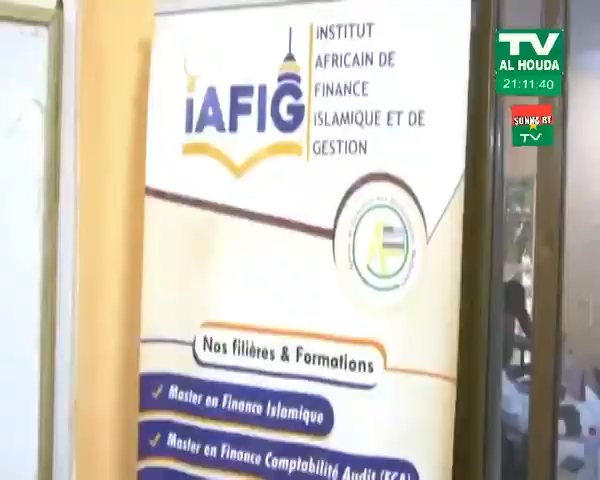 INSTITUT
AFRICAIN DE
FINANCE
ISLAMIQUE ET DE
GESTION
iAFIG
Nos filières & Formations
✓ Master en Finance Islamique
✓ Master en Finance Comptabilité Audit (FCA)
TV
AL HOUDA
21:11:40
SUNNA BF
TV